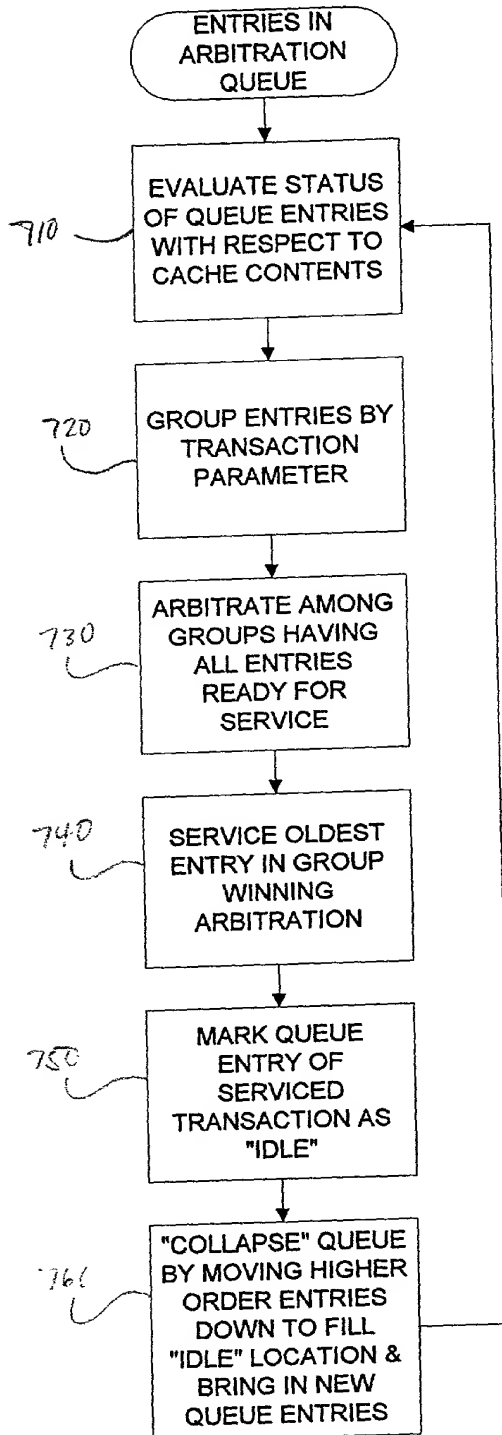 ENTRIES IN
ARBITRATION
QUEUE
710
EVALUATE STATUS
OF QUEUE ENTRIES
WITH RESPECT TO
CACHE CONTENTS
720
GROUP ENTRIES BY
TRANSACTION
PARAMETER
730
ARBITRATE AMONG
GROUPS HAVING
ALL ENTRIES
READY FOR
SERVICE
740
SERVICE OLDEST
ENTRY IN GROUP
WINNING
ARBITRATION
750
MARK QUEUE
ENTRY OF
SERVICED
TRANSACTION AS
"IDLE"
"COLLAPSE" QUEUE
BY MOVING HIGHER
ORDER ENTRIES
DOWN TO FILL
"IDLE" LOCATION &
BRING IN NEW
QUEUE ENTRIES